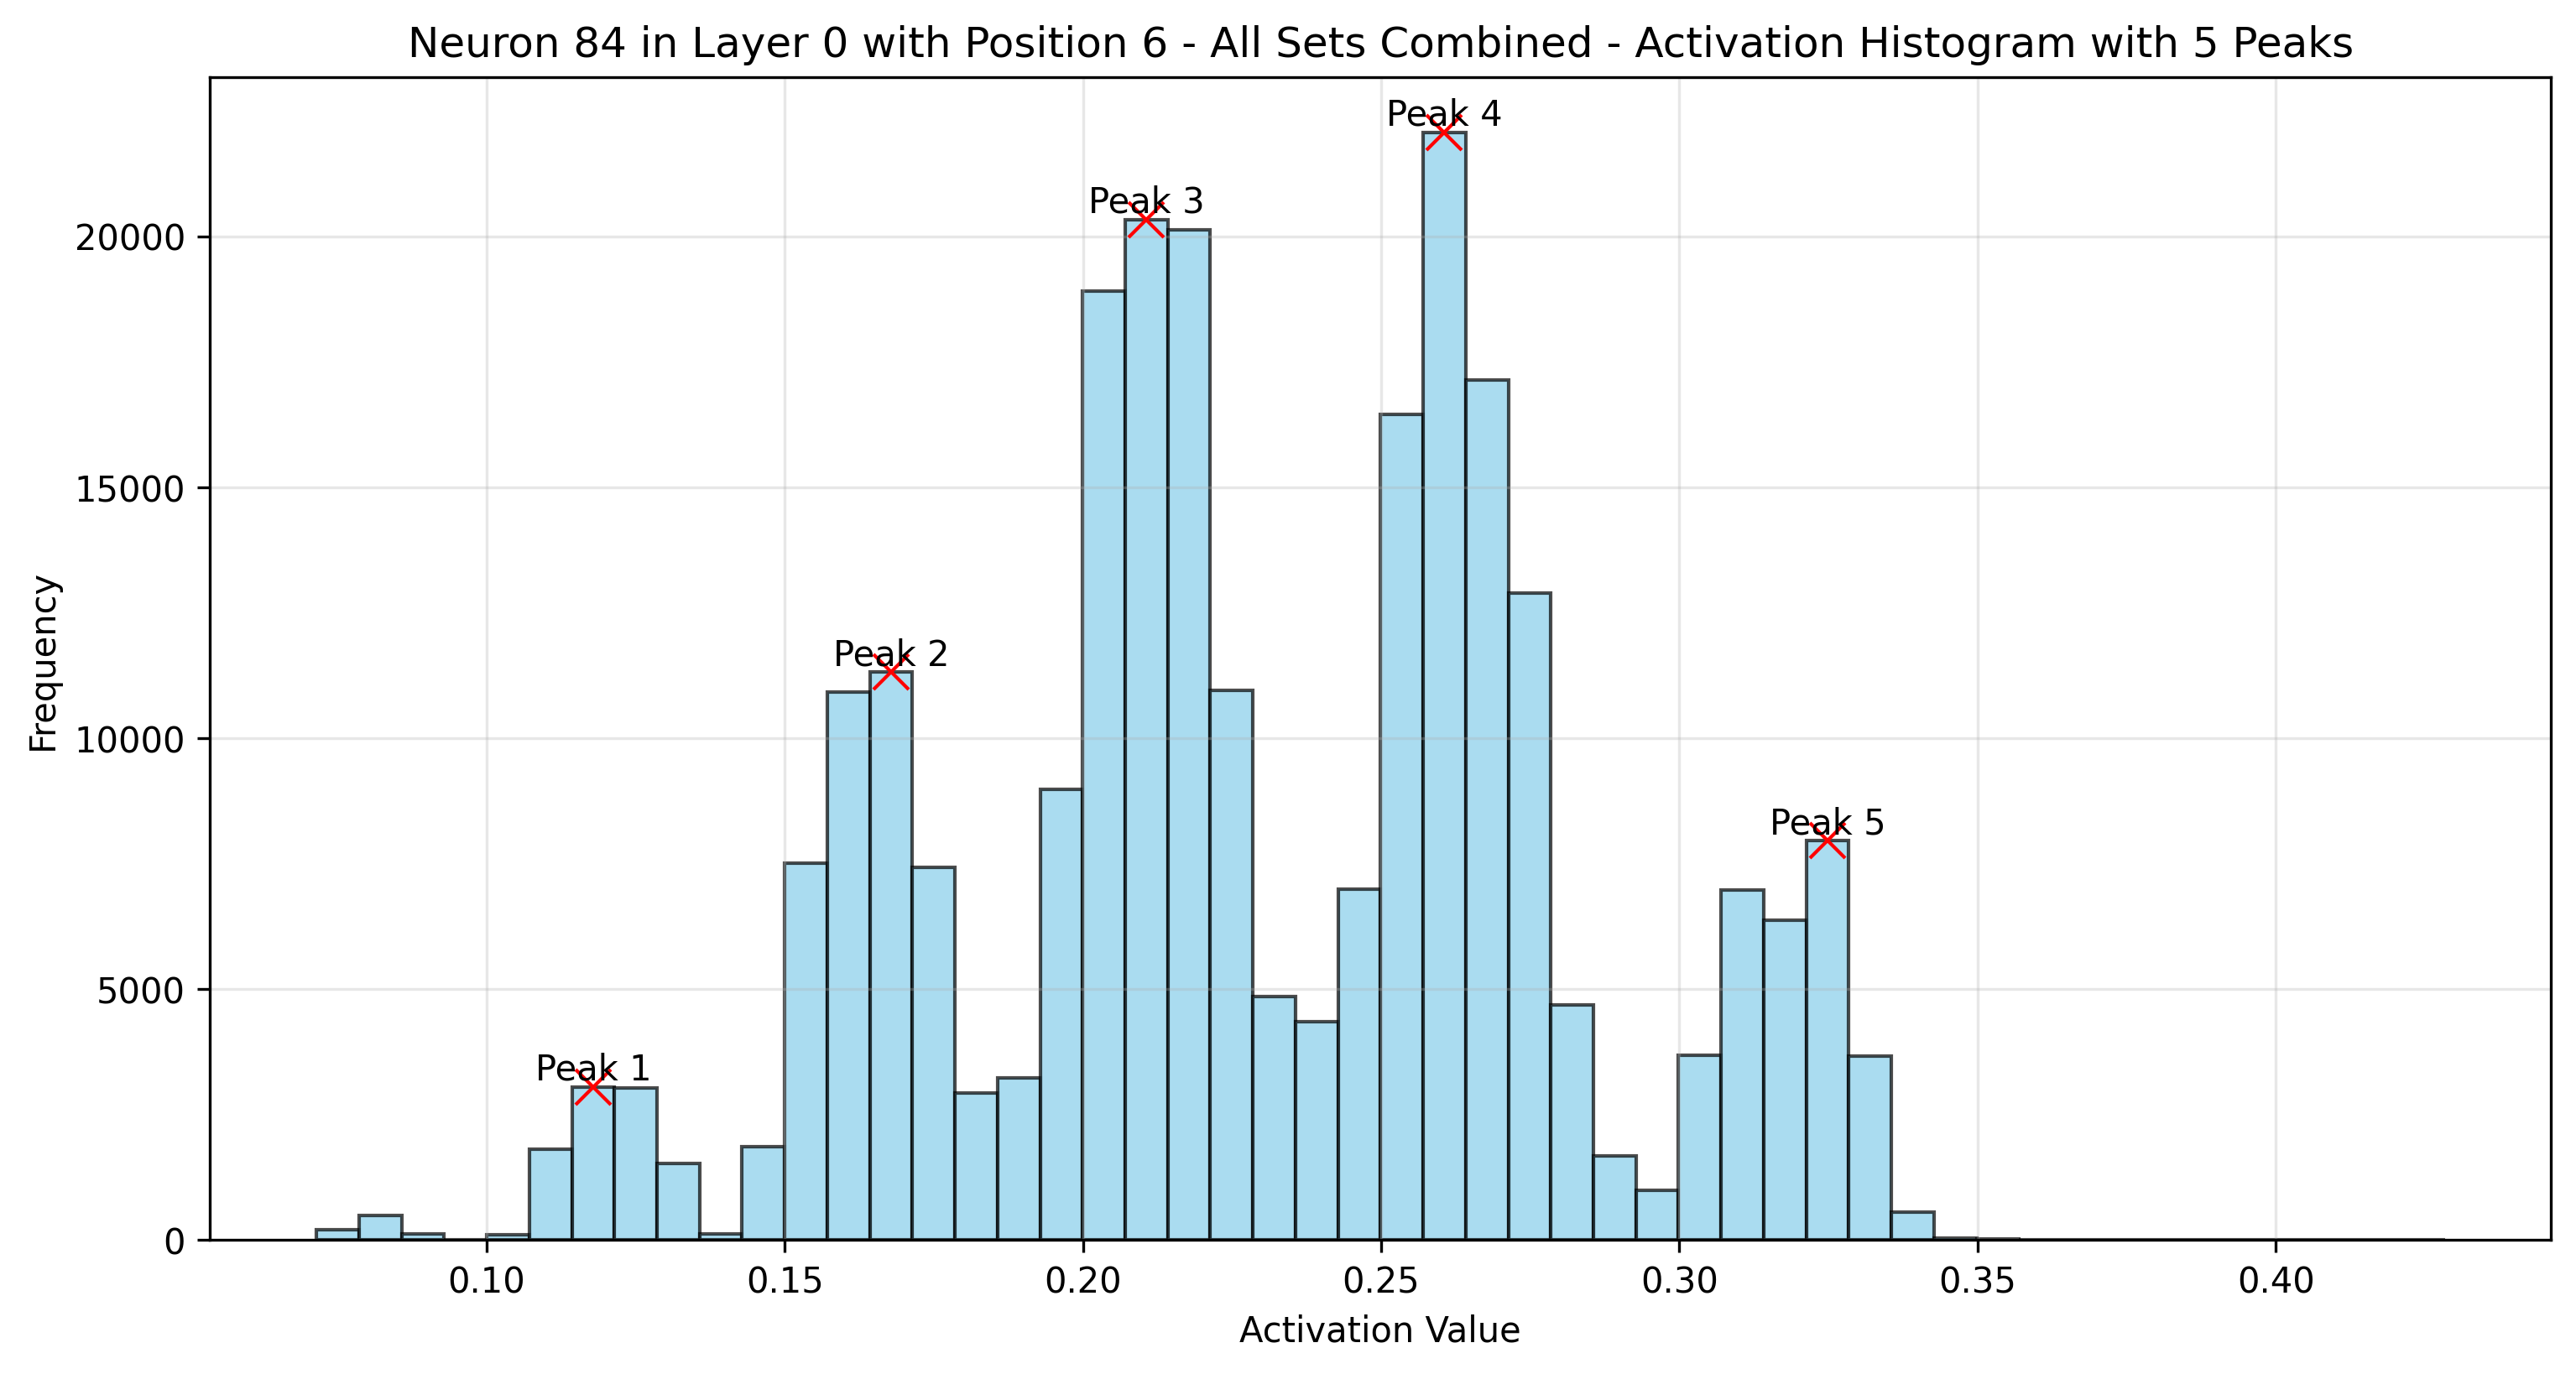 Neuron 84 in Layer 0 with Position 6 - All Sets Combined - Activation Histogram with 5 Peaks
Peak 4
Peak 3
20000
15000
Peak 2
Frequency
10000
Peak 5
5000
Peak 1
0
0.10 0.15 0.20 0.25 0.30 0.35 0.40
Activation Value